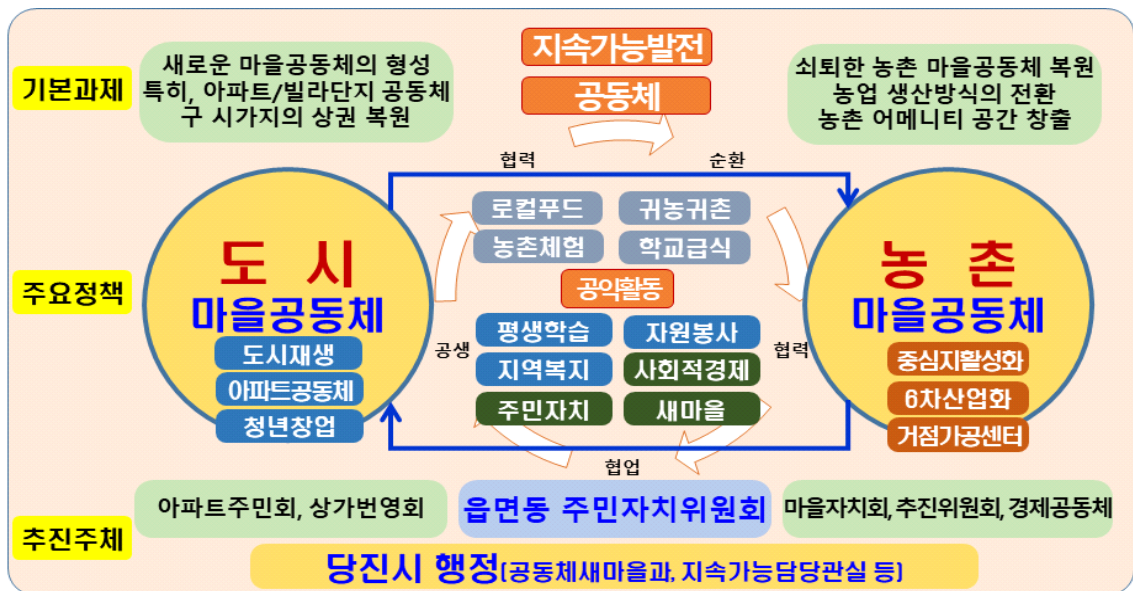 지속가능발전
공동체
기본과제
새로운 마을공동체의 형성
특히, 아파트/빌라단지 공동체
구 시가지의 상권 복원
쇠퇴한 농촌 마을공동체 복원
농업 생산방식의 전환
농촌 어메니티 공간 창출
협력
순환
주요정책
도 시
마을공동체
도시재생
아파트공동체
청년창업
로컬푸드
귀농귀촌
농촌체험
학교급식
공익활동
평생학습
자원봉사
지역복지
사회적경제
주민자치
새마을
공생
협력
협업
농 촌
마을공동체
중심지활성화
6차산업화
거점가공센터
추진주체
아파트주민회, 상가번영회
읍면동 주민자치위원회
마을자치회, 추진위원회, 경제공동체
당진시 행정(공동체새마을과, 지속가능담당관실 등)